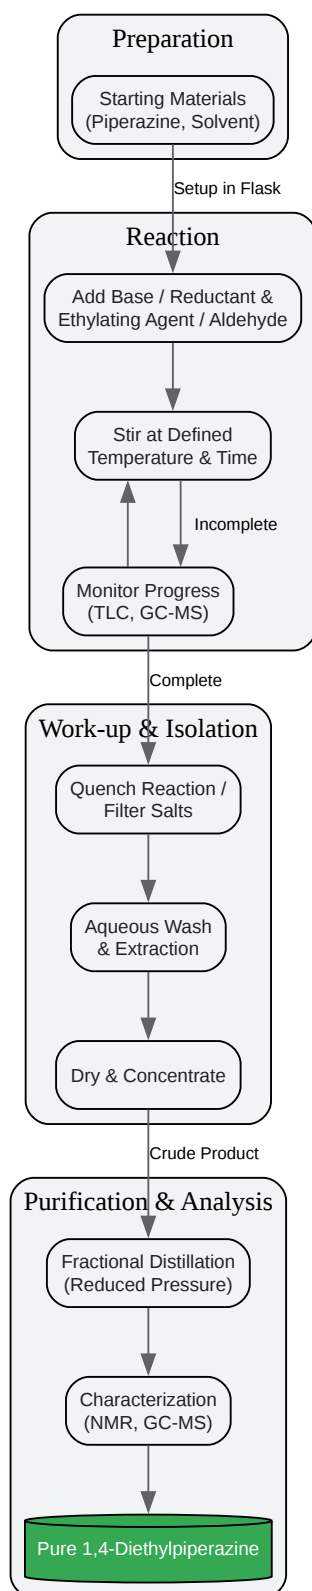 Preparation
Starting Materials
(Piperazine, Solvent)
Setup in Flask
Reaction
Add Base / Reductant &
Ethylating Agent / Aldehyde
Stir at Defined
Temperature & Time
Incomplete
Monitor Progress
(TLC, GC-MS)
Complete
Work-up & Isolation
Quench Reaction /
Filter Salts
Aqueous Wash
& Extraction
Dry & Concentrate
Crude Product
Purification & Analysis
Fractional Distillation
(Reduced Pressure)
Characterization
(NMR, GC-MS)
Pure 1,4-Diethylpiperazine